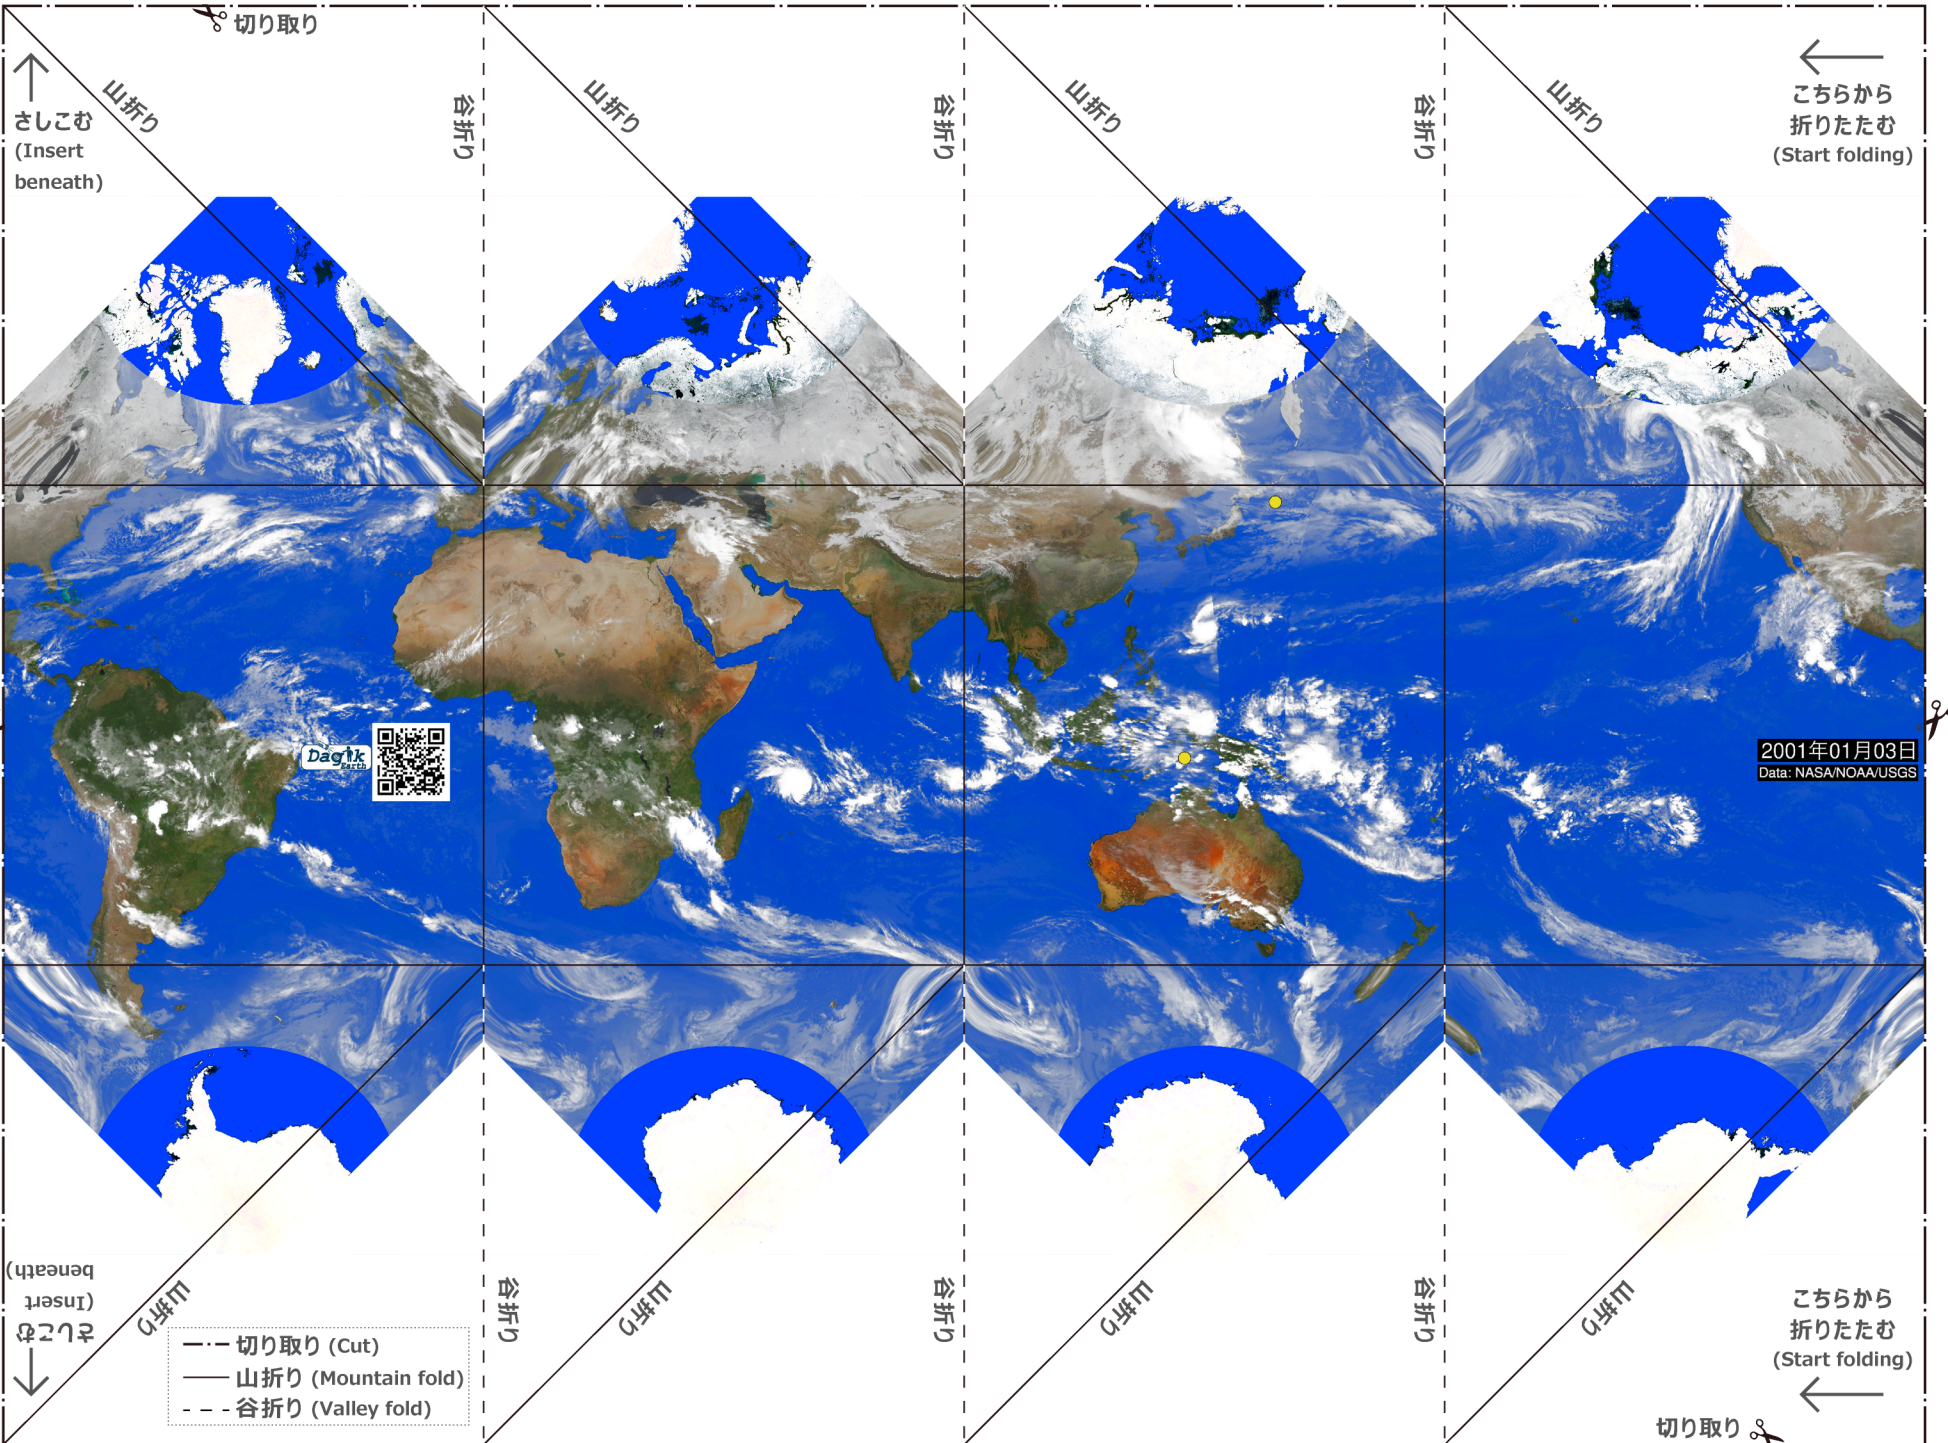 切り取り
さしこむ
(Insert
beneath)
山折り
谷折り
山折り
谷折り
山折り
谷折り
山折り
こちらから
折りたたむ
(Start folding)
Dagik
Earth
2001年01月03日
Data: NASA/NOAA/USGS
さしこむ
(Insert
beneath)
山折り
谷折り
山折り
谷折り
山折り
谷折り
山折り
こちらから
折りたたむ
(Start folding)
切り取り (Cut)
山折り (Mountain fold)
谷折り (Valley fold)
切り取り